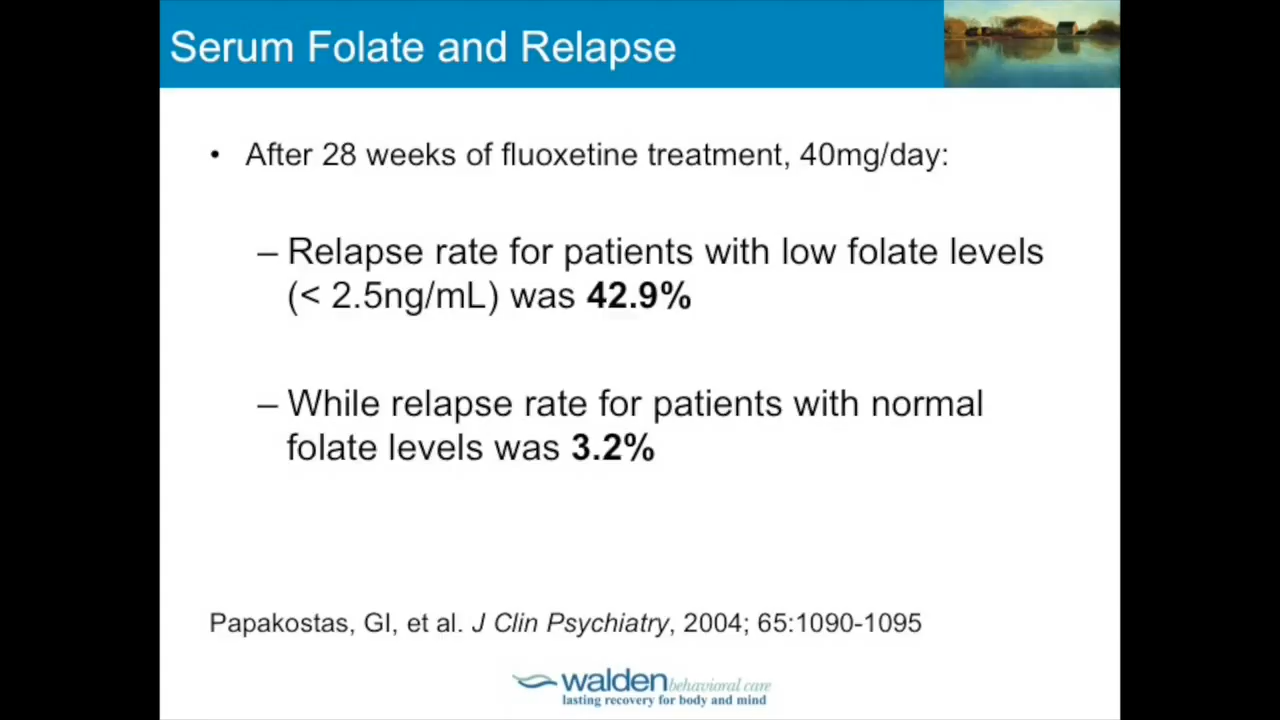 Serum Folate and Relapse
• After 28 weeks of fluoxetine treatment, 40mg/day:
– Relapse rate for patients with low folate levels
(< 2.5ng/mL) was 42.9%
– While relapse rate for patients with normal
folate levels was 3.2%
Papakostas, GI, et al. J Clin Psychiatry, 2004; 65:1090-1095
walden behavioral care
lasting recovery for body and mind